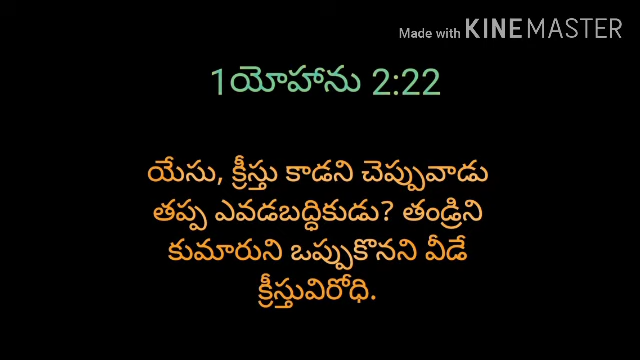 Made with KINEMASTER
1యోహాను 2:22
యేసు, క్రీస్తు కాడని చెప్పువాడు
తప్ప ఎవడబద్ధికుడు? తండ్రిని
కుమారుని ఒప్పుకొనని వీడే
క్రీస్తువిరోధి.